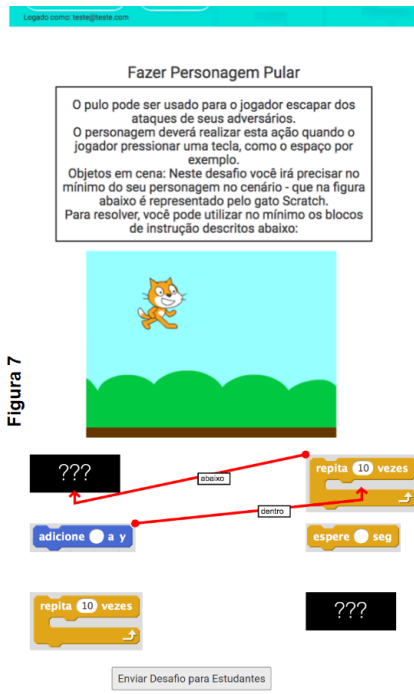 Logado como: teste@teste.com
Fazer Personagem Pular
O pulo pode ser usado para o jogador escapar dos
ataques de seus adversários.
O personagem deverá realizar esta ação quando o
jogador pressionar uma tecla, como o espaço por
exemplo.
Objetos em cena: Neste desafio você irá precisar no
mínimo do seu personagem no cenário - que na figura
abaixo é representado pelo gato Scratch.
Para resolver, você pode utilizar no mínimo os blocos
de instrução descritos abaixo:
Figura 7
???
abaixo
repita 10 vezes
dentro
adicione a y
espere seg
repita 10 vezes
???
Enviar Desafio para Estudantes